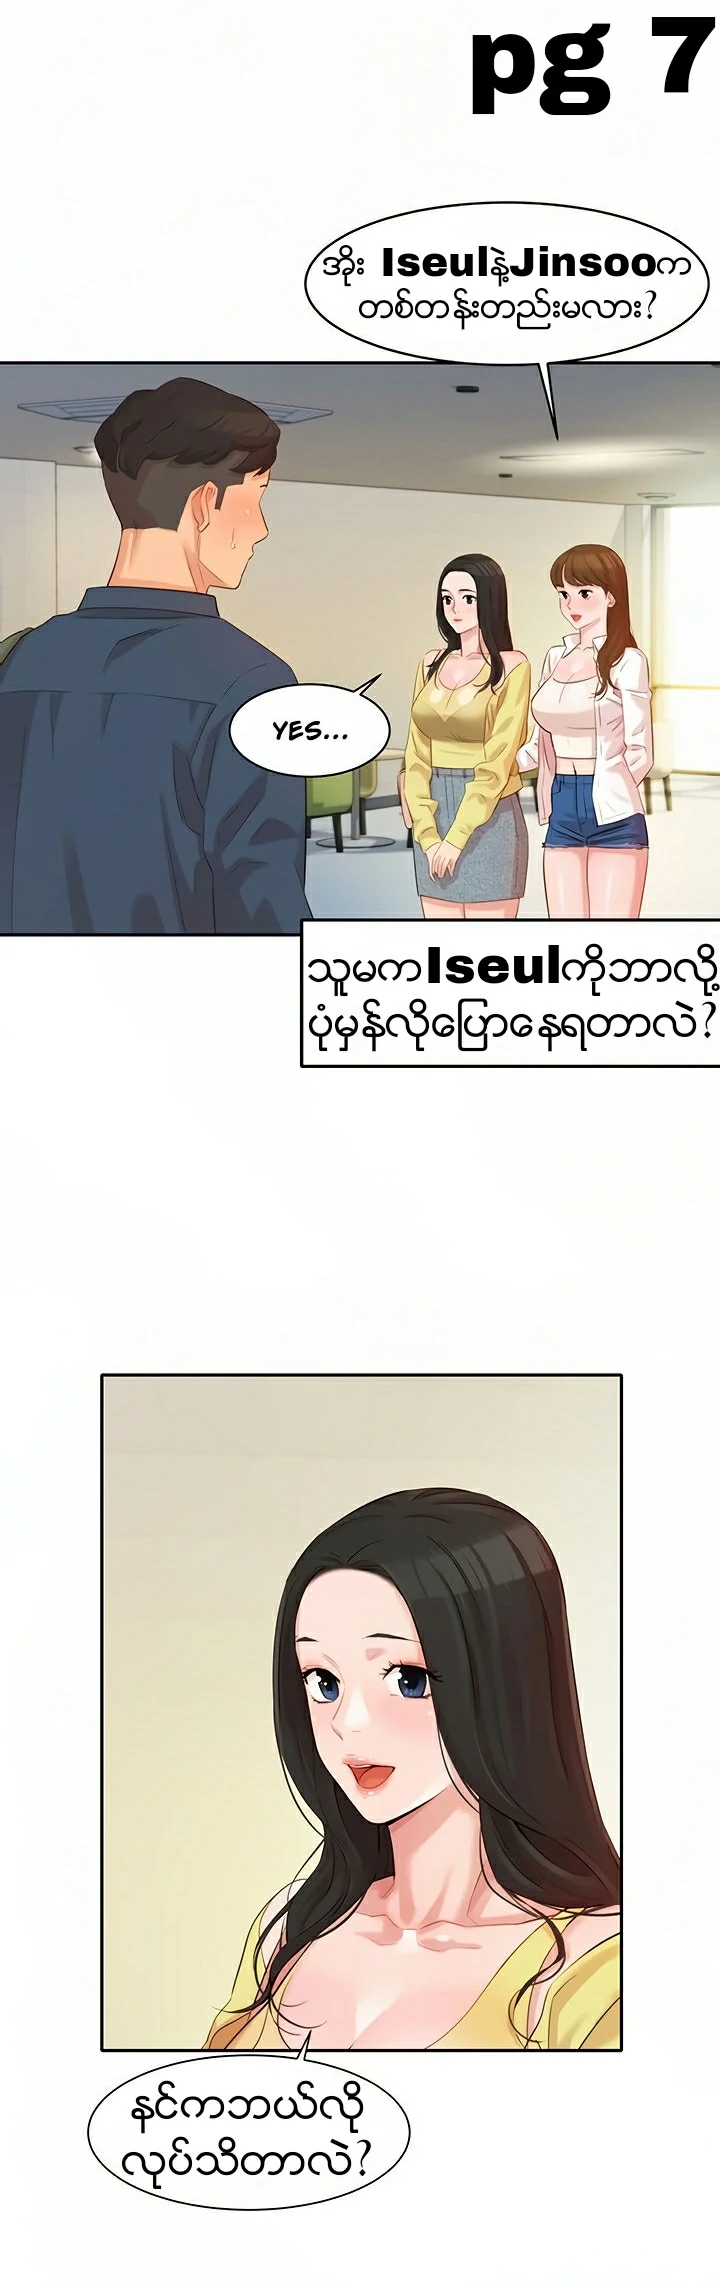 pg 7
အိုး Iseulနဲ့Jinsooက
တစ်တန်းတည်းမလား?
YES...
သူမကIseulကိုဘာလို့
ပုံမှန်လိုပြောနေရတာလဲ?
နင်ကဘယ်လို
လုပ်သိတာလဲ?